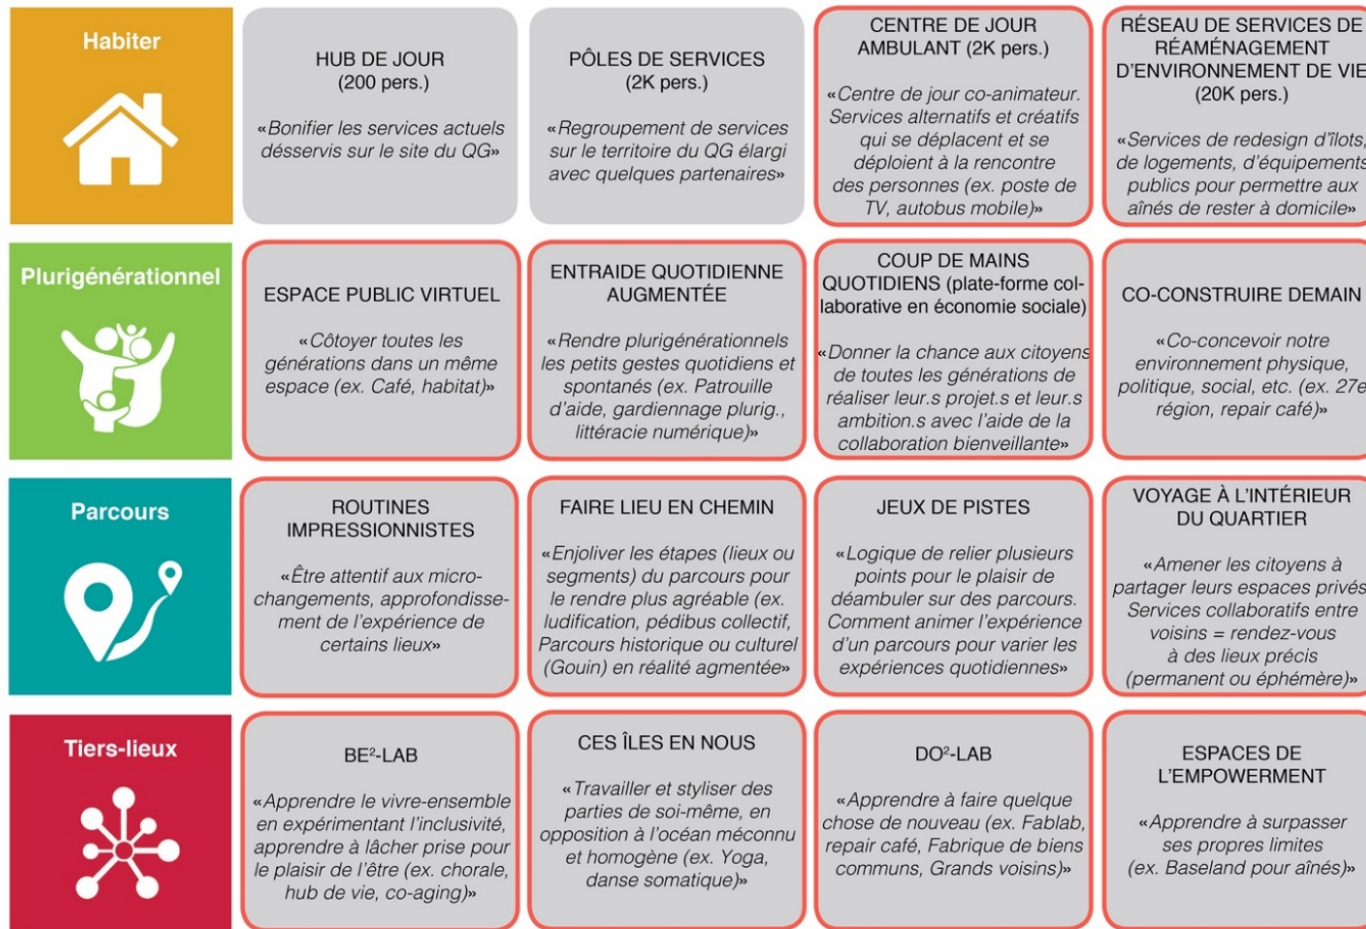 Habiter
HUB DE JOUR
(200 pers.)
«Bonifier les services actuels
désservis sur le site du QG»
PÔLES DE SERVICES
(2K pers.)
«Regroupement de services
sur le territoire du QG élargi
avec quelques partenaires»
CENTRE DE JOUR
AMBULANT (2K pers.)
«Centre de jour co-animateur.
Services alternatifs et créatifs
qui se déplacent et se
déploient à la rencontre
des personnes (ex. poste de
TV, autobus mobile)»
RÉSEAU DE SERVICES DE
RÉAMÉNAGEMENT
D'ENVIRONNEMENT DE VIE
(20K pers.)
«Services de redesign d'îlots,
de logements, d'équipements
publics pour permettre aux
aînés de rester à domicile»
Plurigénérationnel
ESPACE PUBLIC VIRTUEL
«Côtoyer toutes les
générations dans un même
espace (ex. Café, habitat)»
ENTRAIDE QUOTIDIENNE
AUGMENTÉE
«Rendre plurigénérationnels
les petits gestes quotidiens et
spontanés (ex. Patrouille
d'aide, gardiennage plurig.,
littéracie numérique)»
COUP DE MAINS
QUOTIDIENS (plate-forme col-
laborative en économie sociale)
«Donner la chance aux citoyens
de toutes les générations de
réaliser leur.s projet.s et leur.s
ambition.s avec l'aide de la
collaboration bienveillante»
CO-CONSTRUIRE DEMAIN
«Co-concevoir notre
environnement physique,
politique, social, etc. (ex. 27e
région, repair café)»
Parcours
ROUTINES
IMPRESSIONNISTES
«Être attentif aux micro-
changements, approfondisse-
ment de l'expérience de
certains lieux»
FAIRE LIEU EN CHEMIN
«Enjoliver les étapes (lieux ou
segments) du parcours pour
le rendre plus agréable (ex.
ludification, pédibus collectif,
Parcours historique ou culturel
(Gouin) en réalité agmentée»
JEUX DE PISTES
«Logique de relier plusieurs
points pour le plaisir de
déambuler sur des parcours.
Comment animer l'expérience
d'un parcours pour varier les
expériences quotidiennes»
VOYAGE À L'INTÉRIEUR
DU QUARTIER
«Amener les citoyens à
partager leurs espaces privés
Services collaboratifs entre
voisins = rendez-vous
à des lieux précis
(permanent ou éphémère)»
Tiers-lieux
BE²-LAB
«Apprendre le vivre-ensemble
en expérimentant l'inclusivité,
apprendre à lâcher prise pour
le plaisir de l'être (ex. chorale,
hub de vie, co-aging)»
CES ÎLES EN NOUS
«Travailler et styliser des
parties de soi-même, en
opposition à l'océan méconnu
et homogène (ex. Yoga,
danse somatique)»
DO²-LAB
«Apprendre à faire quelque
chose de nouveau (ex. Fablab,
repair café, Fabrique de biens
communs, Grands voisins)»
ESPACES DE
L'EMPOWERMENT
«Apprendre à surpasser
ses propres limites
(ex. Baseland pour aînés)»